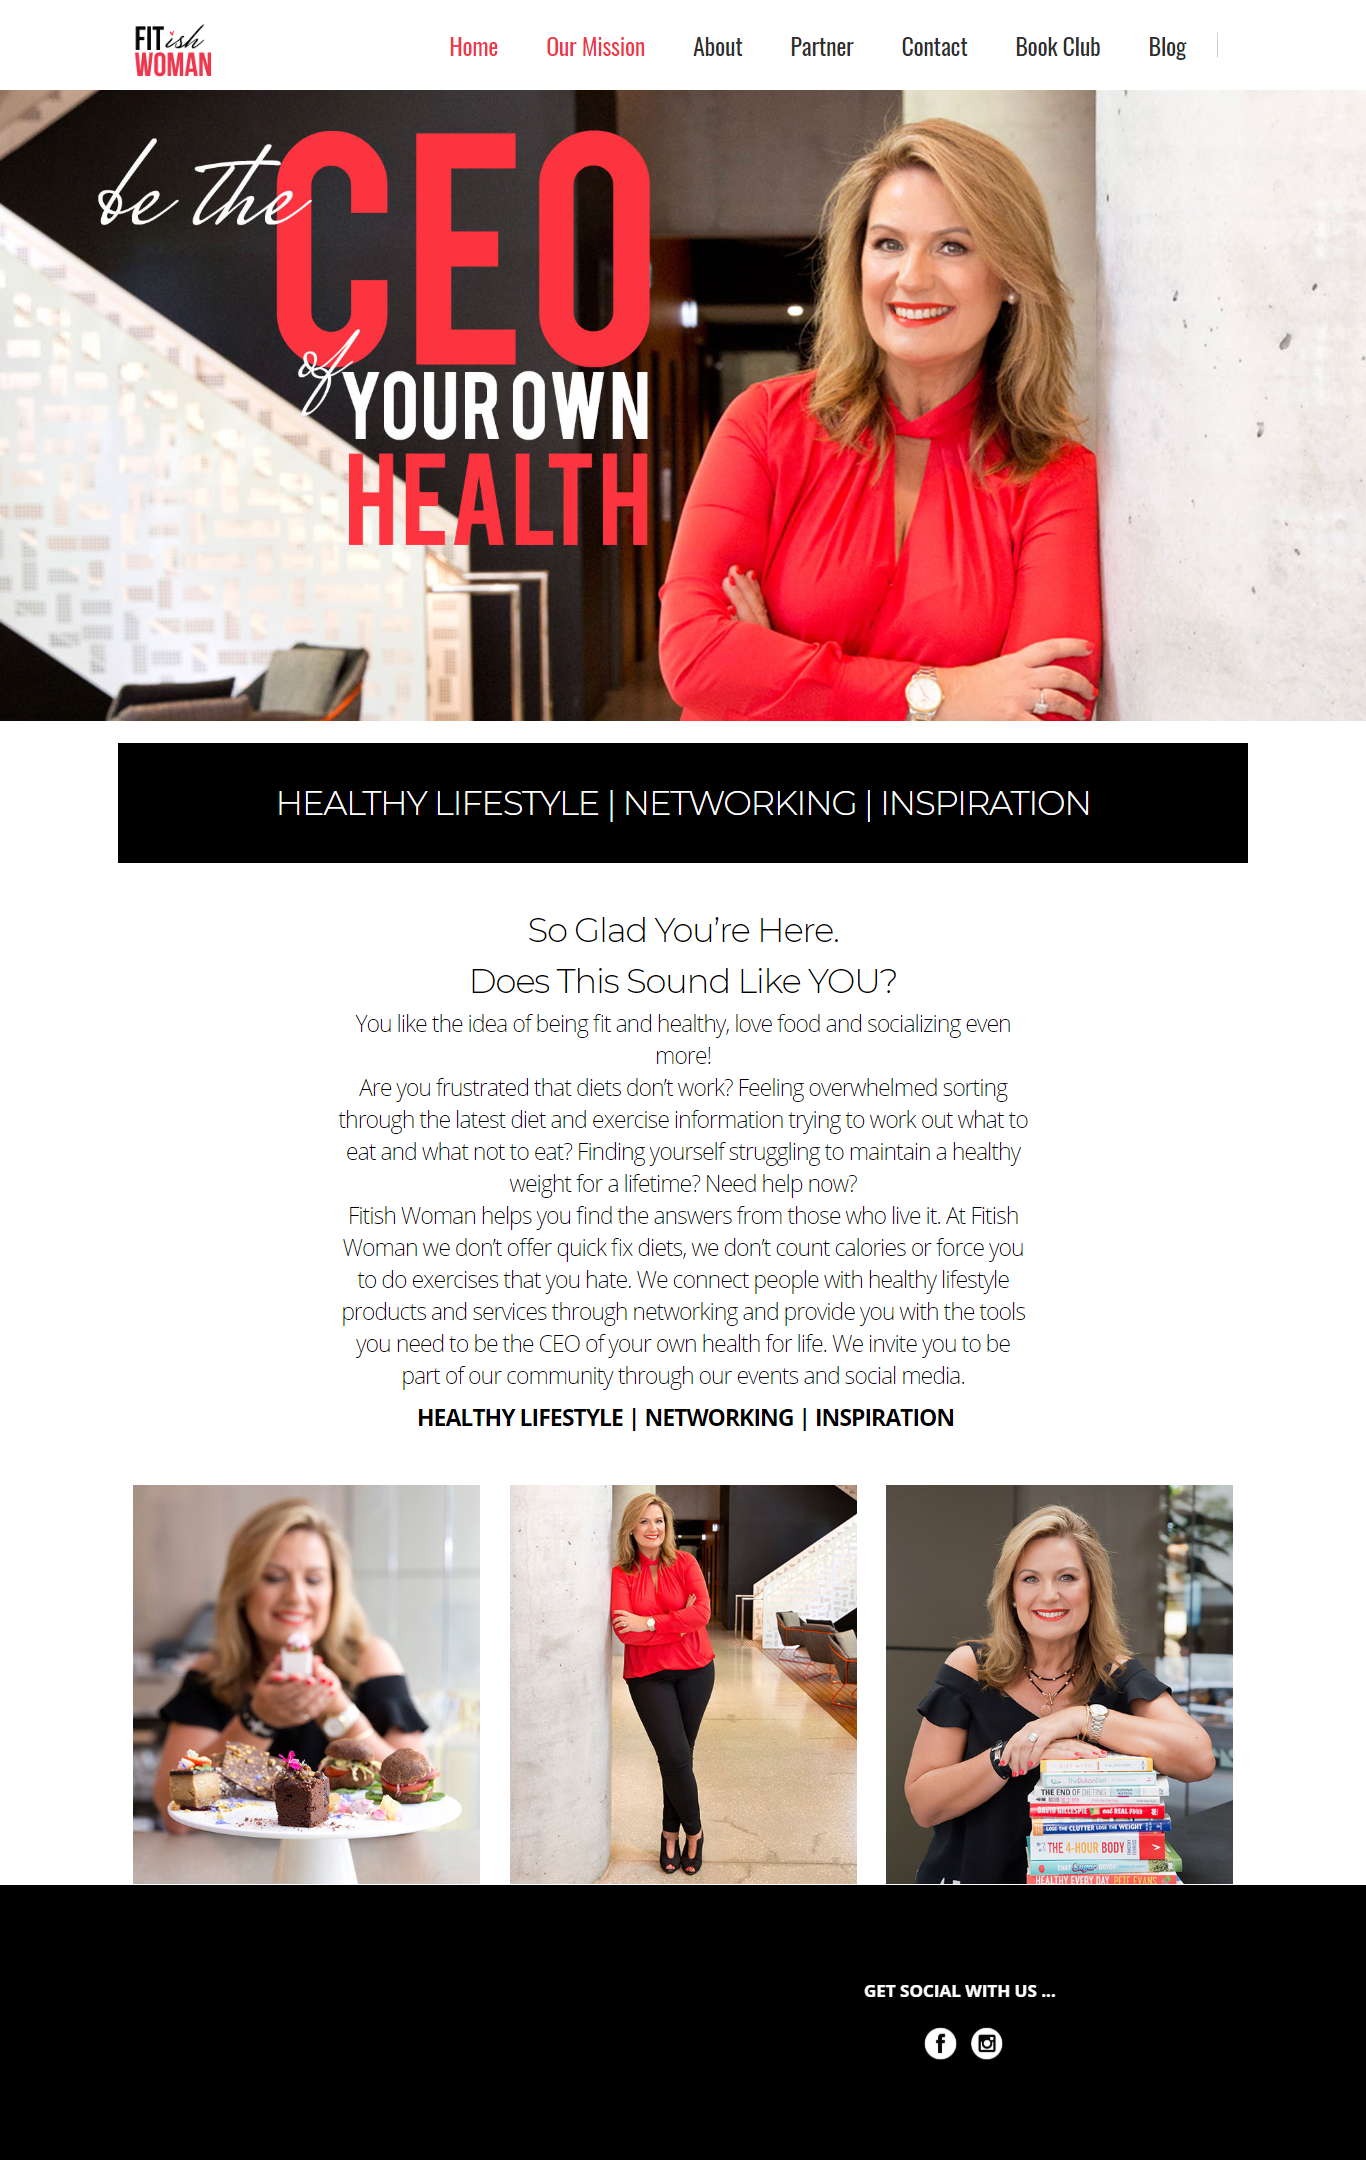 FITish
WOMAN
Home Our Mission About Partner Contact Book Club Blog
be the
CEO
of
YOUR OWN
HEALTH
HEALTHY LIFESTYLE | NETWORKING | INSPIRATION
So Glad You’re Here.
Does This Sound Like YOU?
You like the idea of being fit and healthy, love food and socializing even
more!
Are you frustrated that diets don’t work? Feeling overwhelmed sorting
through the latest diet and exercise information trying to work out what to
eat and what not to eat? Finding yourself struggling to maintain a healthy
weight for a lifetime? Need help now?
Fitish Woman helps you find the answers from those who live it. At Fitish
Woman we don’t offer quick fix diets, we don’t count calories or force you
to do exercises that you hate. We connect people with healthy lifestyle
products and services through networking and provide you with the tools
you need to be the CEO of your own health for life. We invite you to be
part of our community through our events and social media.
HEALTHY LIFESTYLE | NETWORKING | INSPIRATION
TheDukanDiet
THE END OF DIETING
DAVID GILLESPIE eat REAL FOOD
LOSE THE CLUTTER LOSE THE WEIGHT
THE 4-HOUR BODY
HEALTHY EVERY DAY PETE EVANS
GET SOCIAL WITH US ...